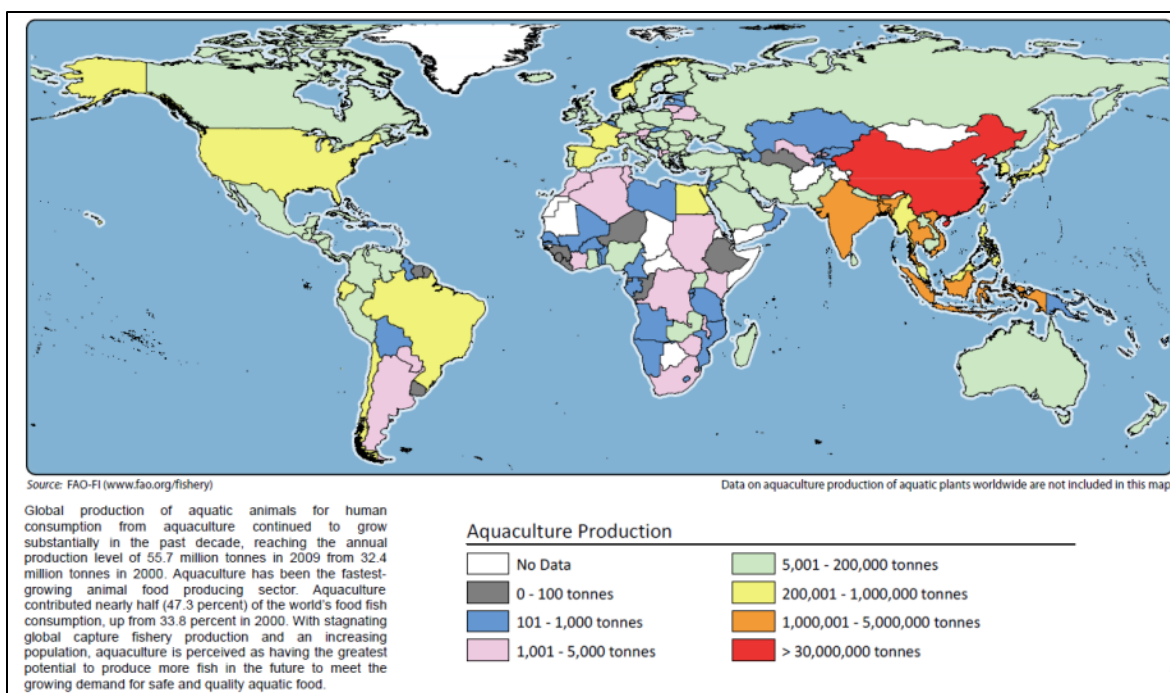 Source: FAO-FI (www.fao.org/fishery)
Data on aquaculture production of aquatic plants worldwide are not included in this map
Global production of aquatic animals for human
consumption from aquaculture continued to grow
substantially in the past decade, reaching the annual
production level of 55.7 million tonnes in 2009 from 32.4
million tonnes in 2000. Aquaculture has been the fastest-
growing animal food producing sector. Aquaculture
contributed nearly half (47.3 percent) of the world's food fish
consumption, up from 33.8 percent in 2000. With stagnating
global capture fishery production and an increasing
population, aquaculture is perceived as having the greatest
potential to produce more fish in the future to meet the
growing demand for safe and quality aquatic food.
Aquaculture Production
No Data
0 - 100 tonnes
101 - 1,000 tonnes
1,001 - 5,000 tonnes
5,001 - 200,000 tonnes
200,001 - 1,000,000 tonnes
1,000,001 - 5,000,000 tonnes
> 30,000,000 tonnes